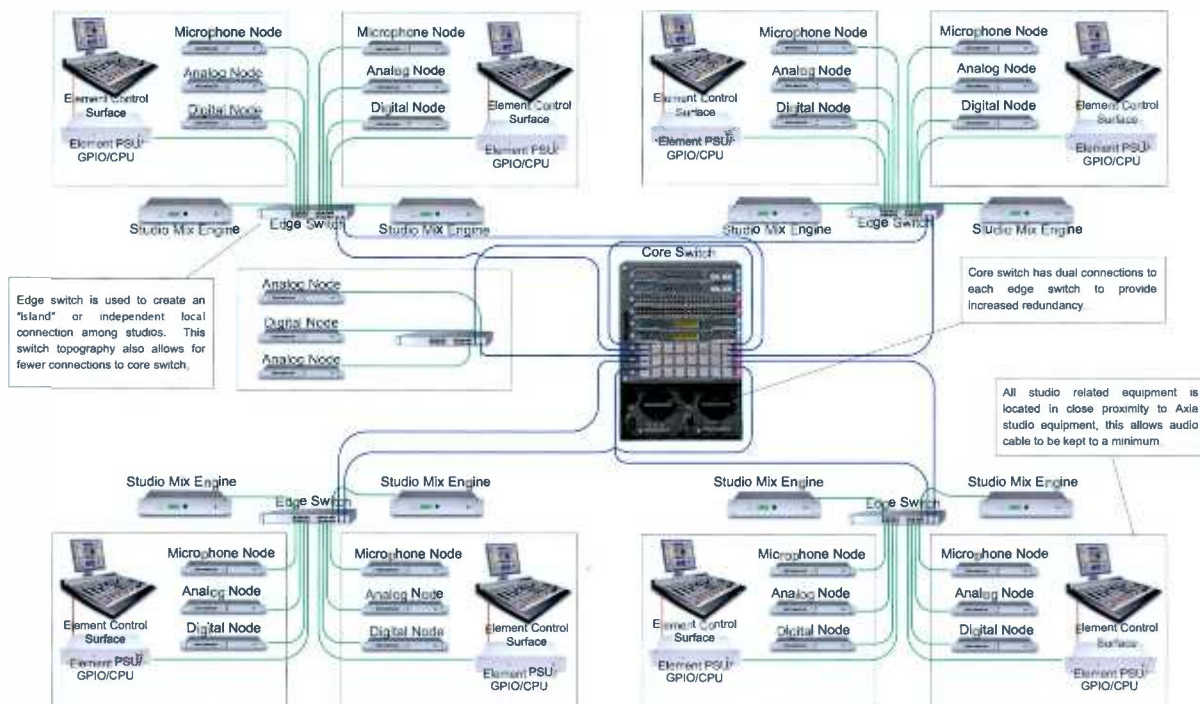 Microphone Node
Analog Node
Digital Node
Element Control
Surface
Element PSU/
GPIO/CPU
Microphone Node
Analog Node
Digital Node
Element Control
Surface
Element PSU/
GPIO/CPU
Studio Mix Engine
Edge Switch
Studio Mix Engine
Microphone Node
Analog Node
Digital Node
Element Control
Surface
Element PSU/
GPIO/CPU
Microphone Node
Analog Node
Digital Node
Element Control
Surface
Element PSU/
GPIO/CPU
Studio Mix Engine
Edge Switch
Studio Mix Engine
Edge switch is used to create an
"island" or independent local
connection among studios. This
switch topography also allows for
fewer connections to core switch.
Analog Node
Digital Node
Analog Node
Core Switch
Core switch has dual connections to
each edge switch to provide
increased redundancy
All studio related equipment is
located in close proximity to Axia
studio equipment, this allows audio
cable to be kept to a minimum
Studio Mix Engine
Edge Switch
Studio Mix Engine
Microphone Node
Analog Node
Digital Node
Element Control
Surface
Element PSU/
GPIO/CPU
Microphone Node
Analog Node
Digital Node
Element Control
Surface
Element PSU/
GPIO/CPU
Studio Mix Engine
Edge Switch
Studio Mix Engine
Microphone Node
Analog Node
Digital Node
Element Control
Surface
Element PSU/
GPIO/CPU
Microphone Node
Analog Node
Digital Node
Element Control
Surface
Element PSU/
GPIO/CPU